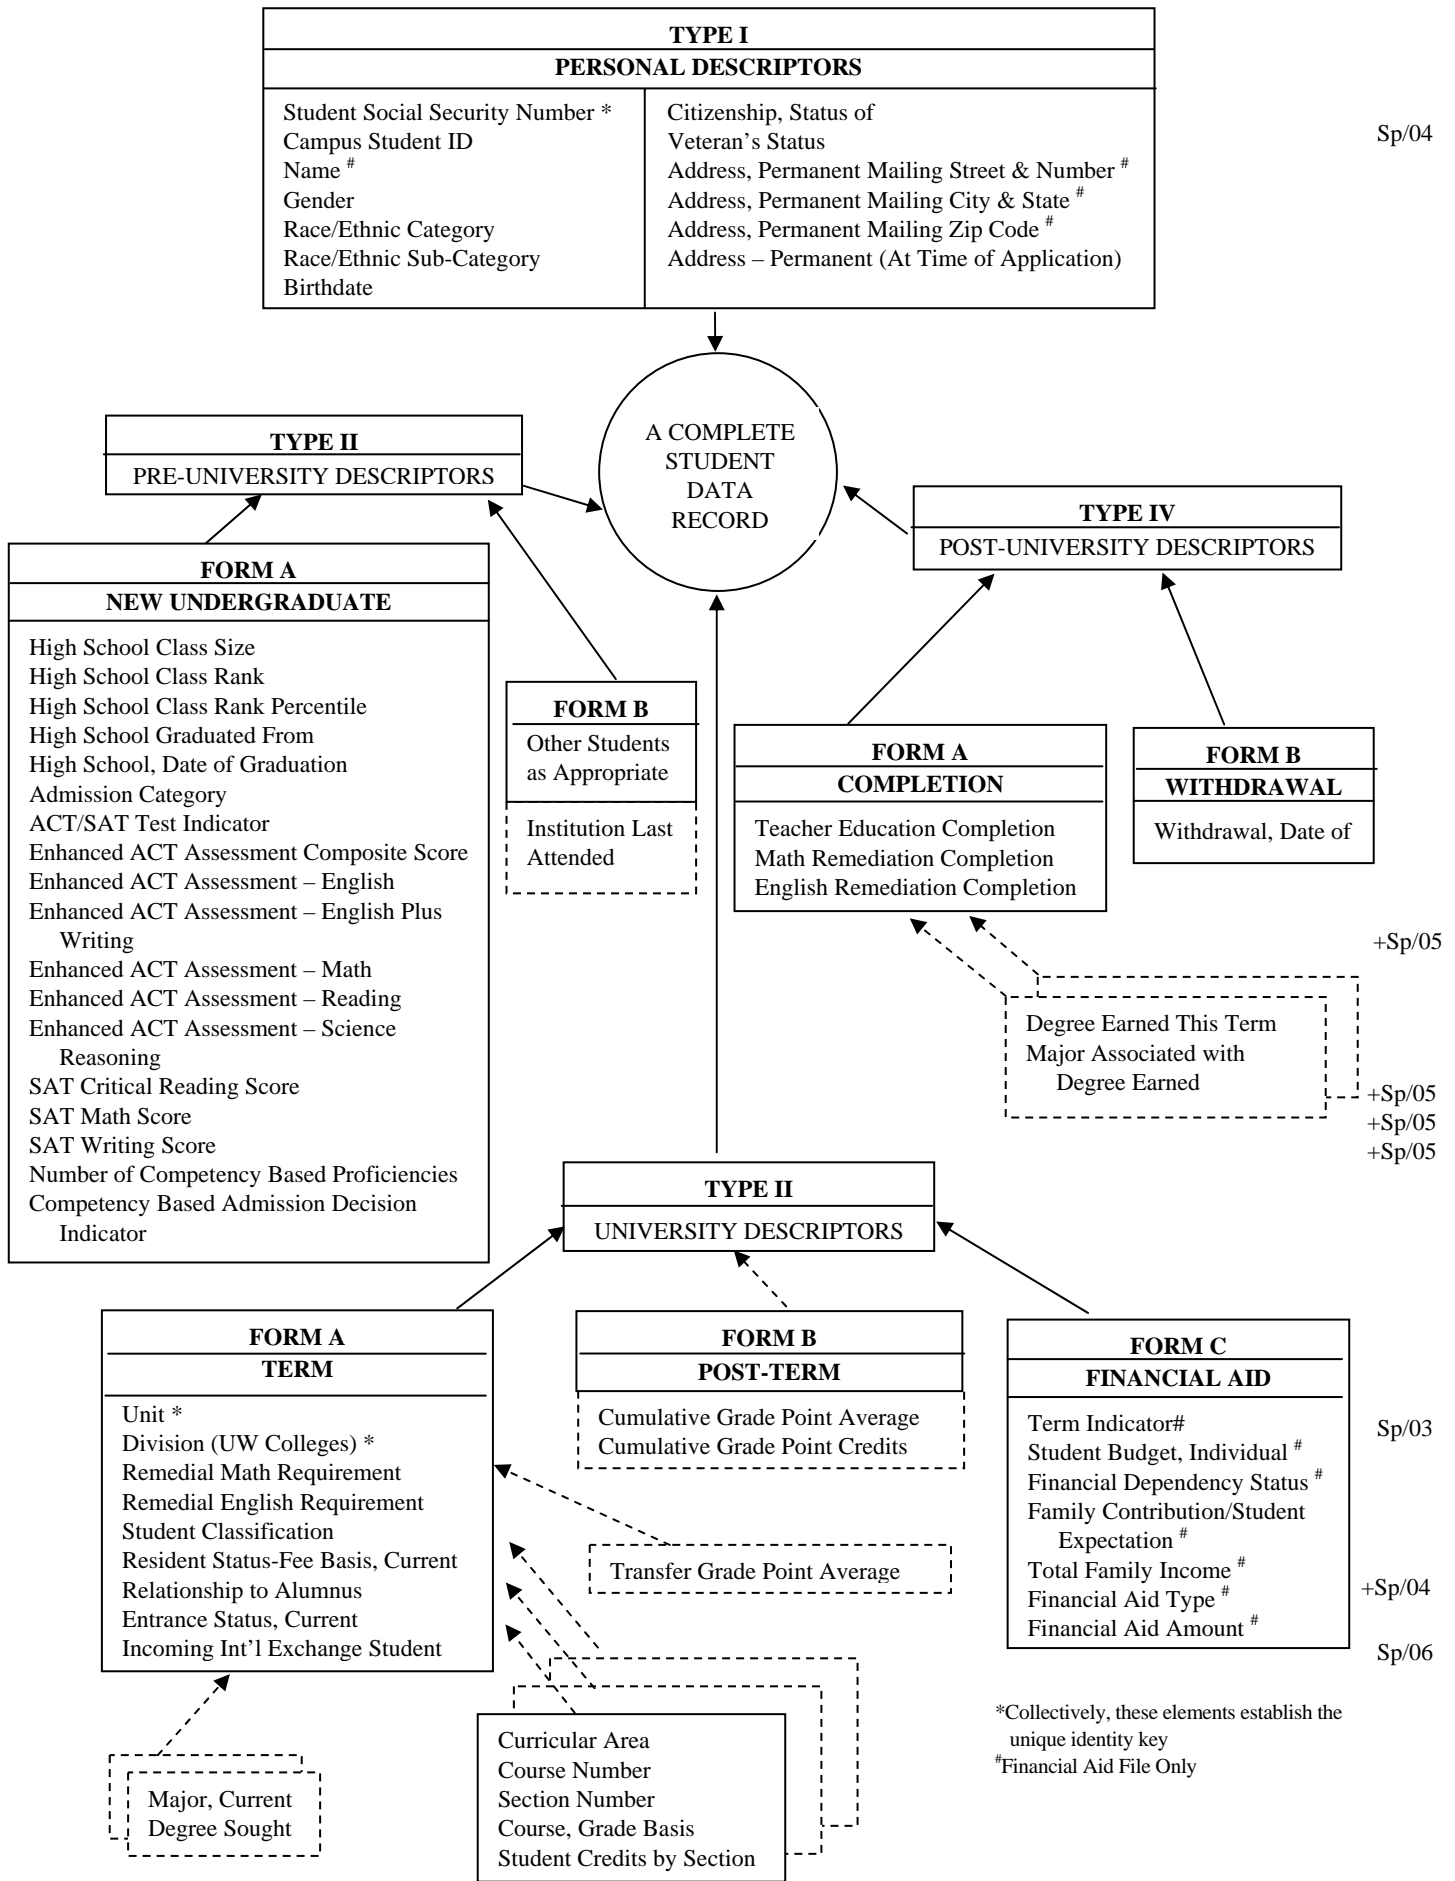 TYPE I
PERSONAL DESCRIPTORS
Student Social Security Number *
Campus Student ID
Name #
Gender
Race/Ethnic Category
Race/Ethnic Sub-Category
Birthdate
Citizenship, Status of
Veteran’s Status
Address, Permanent Mailing Street & Number #
Address, Permanent Mailing City & State #
Address, Permanent Mailing Zip Code #
Address – Permanent (At Time of Application)
Sp/04
A COMPLETE
STUDENT
DATA
RECORD
TYPE II
PRE-UNIVERSITY DESCRIPTORS
TYPE IV
POST-UNIVERSITY DESCRIPTORS
FORM A
NEW UNDERGRADUATE
High School Class Size
High School Class Rank
High School Class Rank Percentile
High School Graduated From
High School, Date of Graduation
Admission Category
ACT/SAT Test Indicator
Enhanced ACT Assessment Composite Score
Enhanced ACT Assessment – English
Enhanced ACT Assessment – English Plus
Writing
Enhanced ACT Assessment – Math
Enhanced ACT Assessment – Reading
Enhanced ACT Assessment – Science
Reasoning
SAT Critical Reading Score
SAT Math Score
SAT Writing Score
Number of Competency Based Proficiencies
Competency Based Admission Decision
Indicator
FORM B
Other Students
as Appropriate
Institution Last
Attended
FORM A
COMPLETION
Teacher Education Completion
Math Remediation Completion
English Remediation Completion
FORM B
WITHDRAWAL
Withdrawal, Date of
+Sp/05
Degree Earned This Term
Major Associated with
Degree Earned
+Sp/05
+Sp/05
+Sp/05
TYPE II
UNIVERSITY DESCRIPTORS
FORM A
TERM
Unit *
Division (UW Colleges) *
Remedial Math Requirement
Remedial English Requirement
Student Classification
Resident Status-Fee Basis, Current
Relationship to Alumnus
Entrance Status, Current
Incoming Int’l Exchange Student
FORM B
POST-TERM
Cumulative Grade Point Average
Cumulative Grade Point Credits
Transfer Grade Point Average
FORM C
FINANCIAL AID
Term Indicator#
Student Budget, Individual #
Financial Dependency Status #
Family Contribution/Student
Expectation #
Total Family Income #
Financial Aid Type #
Financial Aid Amount #
Sp/03
+Sp/04
Sp/06
Major, Current
Degree Sought
Curricular Area
Course Number
Section Number
Course, Grade Basis
Student Credits by Section
*Collectively, these elements establish the
unique identity key
#Financial Aid File Only